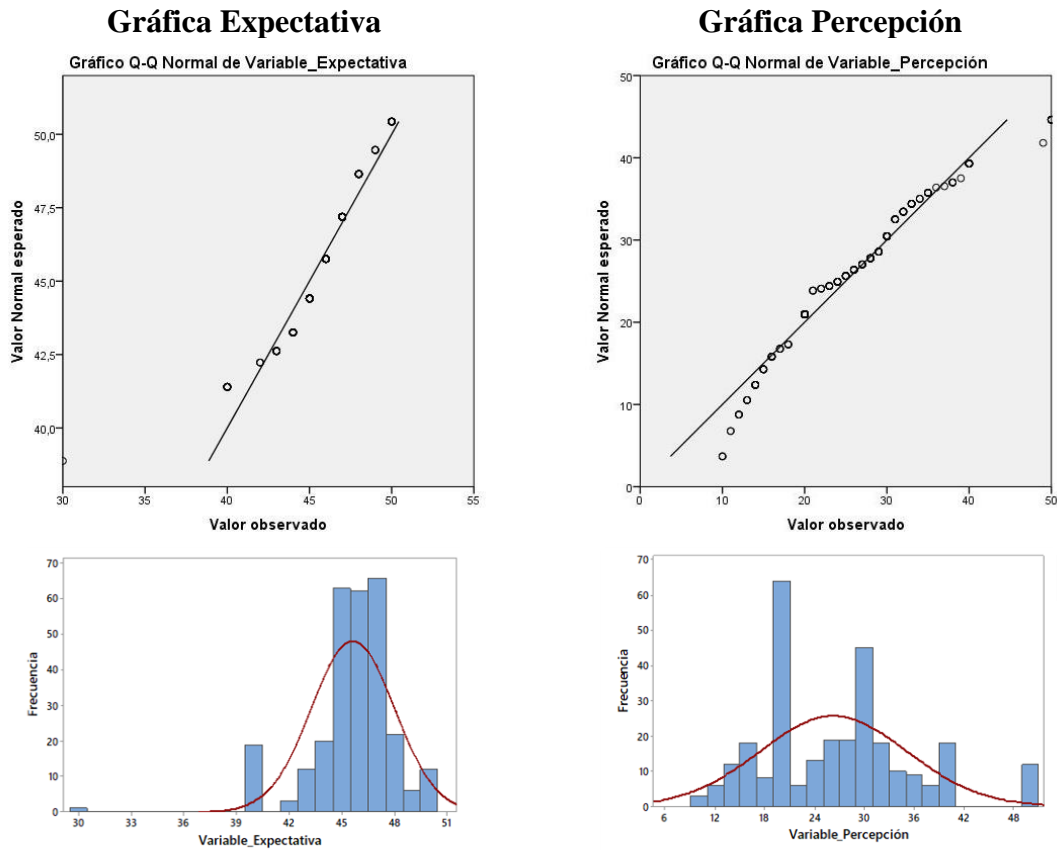 Gráfica Expectativa
Gráfica Percepción
Gráfico Q-Q Normal de Variable_Expectativa
50,0
47,5
45,0
42,5
40,0
Valor Normal esperado
30 35 40 45 50 55
Valor observado
Gráfico Q-Q Normal de Variable_Percepción
50
40
30
20
10
0
Valor Normal esperado
0 10 20 30 40 50
Valor observado
70
60
50
40
30
20
10
0
Frecuencia
30 33 36 39 42 45 48 51
Variable_Expectativa
70
60
50
40
30
20
10
0
Frecuencia
6 12 18 24 30 36 42 48
Variable_Percepción